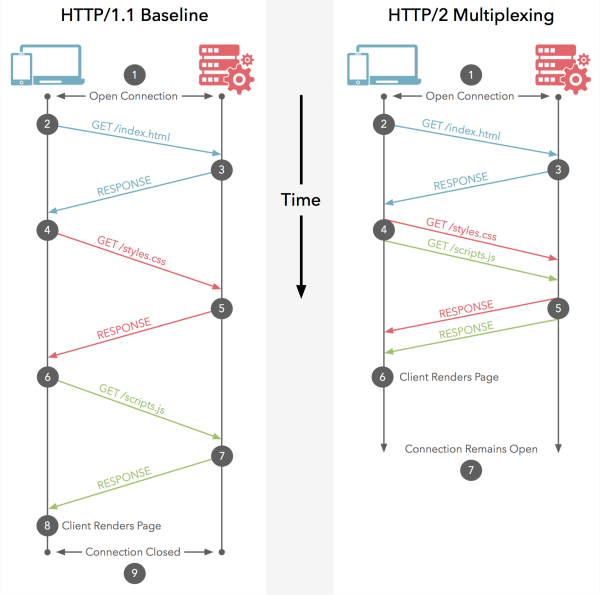 HTTP/1.1 Baseline
1
Open Connection
2
GET /index.html
3
RESPONSE
4
GET /styles.css
5
RESPONSE
6
GET /scripts.js
7
RESPONSE
8 Client Renders Page
Connection Closed
9
Time
HTTP/2 Multiplexing
1
Open Connection
2
GET /index.html
3
RESPONSE
4
GET /styles.css
GET /scripts.js
5
RESPONSE
RESPONSE
6 Client Renders Page
Connection Remains Open
7